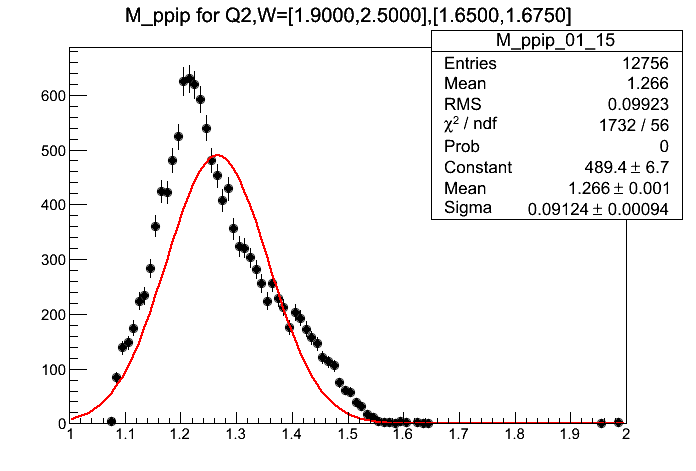 M_ppip for Q2,W=[1.9000,2.5000],[1.6500,1.6750]
M_ppip_01_15
Entries 12756
Mean 1.266
RMS 0.09923
χ² / ndf 1732 / 56
Prob 0
Constant 489.4 ± 6.7
Mean 1.266 ± 0.001
Sigma 0.09124 ± 0.00094
600
500
400
300
200
100
0
1 1.1 1.2 1.3 1.4 1.5 1.6 1.7 1.8 1.9 2